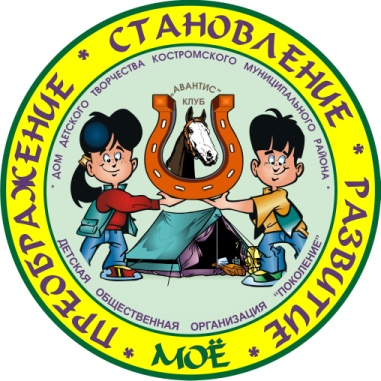 МОЁ * ПРЕОБРАЖЕНИЕ * СТАНОВЛЕНИЕ * РАЗВИТИЕ *
* ДОМ ДЕТСКОГО ТВОРЧЕСТВА КОСТРОМСКОГО МУНИЦИПАЛЬНОГО РАЙОНА *
"АВАНТИС"
КЛУБ
ДЕТСКАЯ ОБЩЕСТВЕННАЯ ОРГАНИЗАЦИЯ "ПОКОЛЕНИЕ"